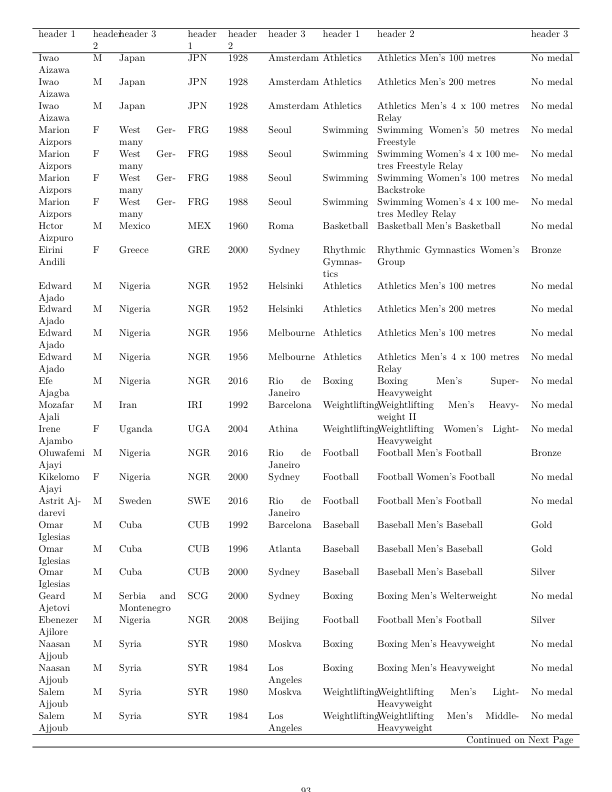 header 1 header 2 header 3 header 1 header 2 header 3 header 1 header 2 header 3
Iwao Aizawa M Japan JPN 1928 Amsterdam Athletics Athletics Men's 100 metres No medal
Iwao Aizawa M Japan JPN 1928 Amsterdam Athletics Athletics Men's 200 metres No medal
Iwao Aizawa M Japan JPN 1928 Amsterdam Athletics Athletics Men's 4 x 100 metres Relay No medal
Marion Aizpors F West Ger-many FRG 1988 Seoul Swimming Swimming Women's 50 metres Freestyle No medal
Marion Aizpors F West Ger-many FRG 1988 Seoul Swimming Swimming Women's 4 x 100 me-tres Freestyle Relay No medal
Marion Aizpors F West Ger-many FRG 1988 Seoul Swimming Swimming Women's 100 metres Backstroke No medal
Marion Aizpors F West Ger-many FRG 1988 Seoul Swimming Swimming Women's 4 x 100 me-tres Medley Relay No medal
Hctor Aizpuro M Mexico MEX 1960 Roma Basketball Basketball Men's Basketball No medal
Eirini Andili F Greece GRE 2000 Sydney Rhythmic Gymnas-tics Rhythmic Gymnastics Women's Group Bronze
Edward Ajado M Nigeria NGR 1952 Helsinki Athletics Athletics Men's 100 metres No medal
Edward Ajado M Nigeria NGR 1952 Helsinki Athletics Athletics Men's 200 metres No medal
Edward Ajado M Nigeria NGR 1956 Melbourne Athletics Athletics Men's 100 metres No medal
Edward Ajado M Nigeria NGR 1956 Melbourne Athletics Athletics Men's 4 x 100 metres Relay No medal
Efe Ajagba M Nigeria NGR 2016 Rio de Janeiro Boxing Boxing Men's Super-Heavyweight No medal
Mozafar Ajali M Iran IRI 1992 Barcelona Weightlifting Weightlifting Men's Heavy-weight II No medal
Irene Ajambo F Uganda UGA 2004 Athina Weightlifting Weightlifting Women's Light-Heavyweight No medal
Oluwafemi Ajayi M Nigeria NGR 2016 Rio de Janeiro Football Football Men's Football Bronze
Kikelomo Ajayi F Nigeria NGR 2000 Sydney Football Football Women's Football No medal
Astrit Aj-darevi M Sweden SWE 2016 Rio de Janeiro Football Football Men's Football No medal
Omar Iglesias M Cuba CUB 1992 Barcelona Baseball Baseball Men's Baseball Gold
Omar Iglesias M Cuba CUB 1996 Atlanta Baseball Baseball Men's Baseball Gold
Omar Iglesias M Cuba CUB 2000 Sydney Baseball Baseball Men's Baseball Silver
Geard Ajetovi M Serbia and Montenegro SCG 2000 Sydney Boxing Boxing Men's Welterweight No medal
Ebenezer Ajilore M Nigeria NGR 2008 Beijing Football Football Men's Football Silver
Naasan Ajjoub M Syria SYR 1980 Moskva Boxing Boxing Men's Heavyweight No medal
Naasan Ajjoub M Syria SYR 1984 Los Angeles Boxing Boxing Men's Heavyweight No medal
Salem Ajjoub M Syria SYR 1980 Moskva Weightlifting Weightlifting Men's Light-Heavyweight No medal
Salem Ajjoub M Syria SYR 1984 Los Angeles Weightlifting Weightlifting Men's Middle-Heavyweight No medal
Continued on Next Page
93